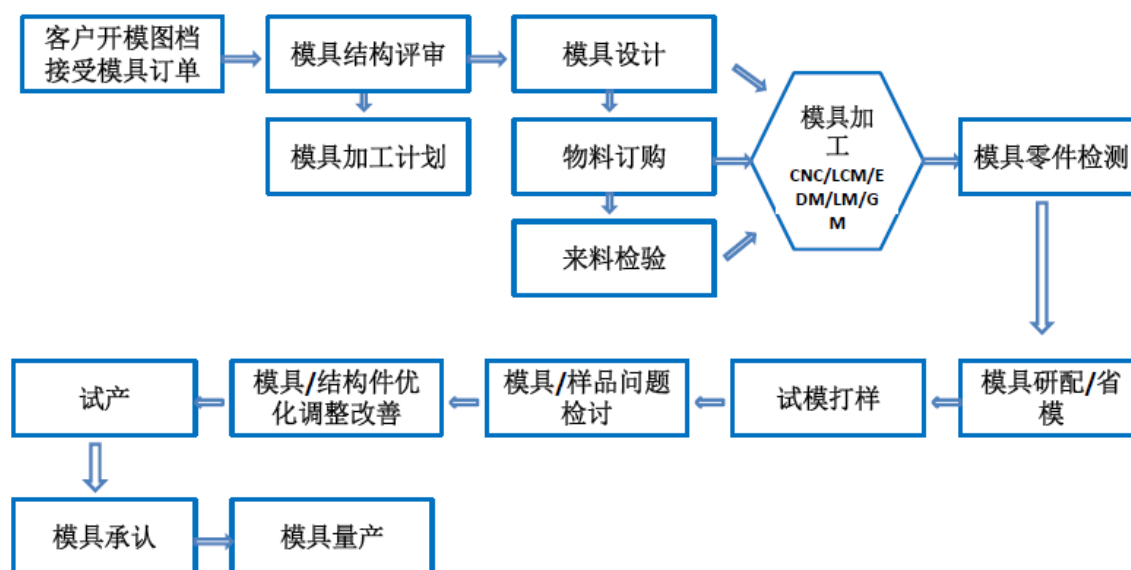 客户开模图档
接受模具订单
模具结构评审
模具设计
模具加工计划
物料订购
来料检验
模具加
工
CNC/LCM/E
DM/LM/G
M
模具零件检测
模具研配/省
模
试模打样
模具/样品问题
检讨
模具/结构件优
化调整改善
试产
模具承认
模具量产